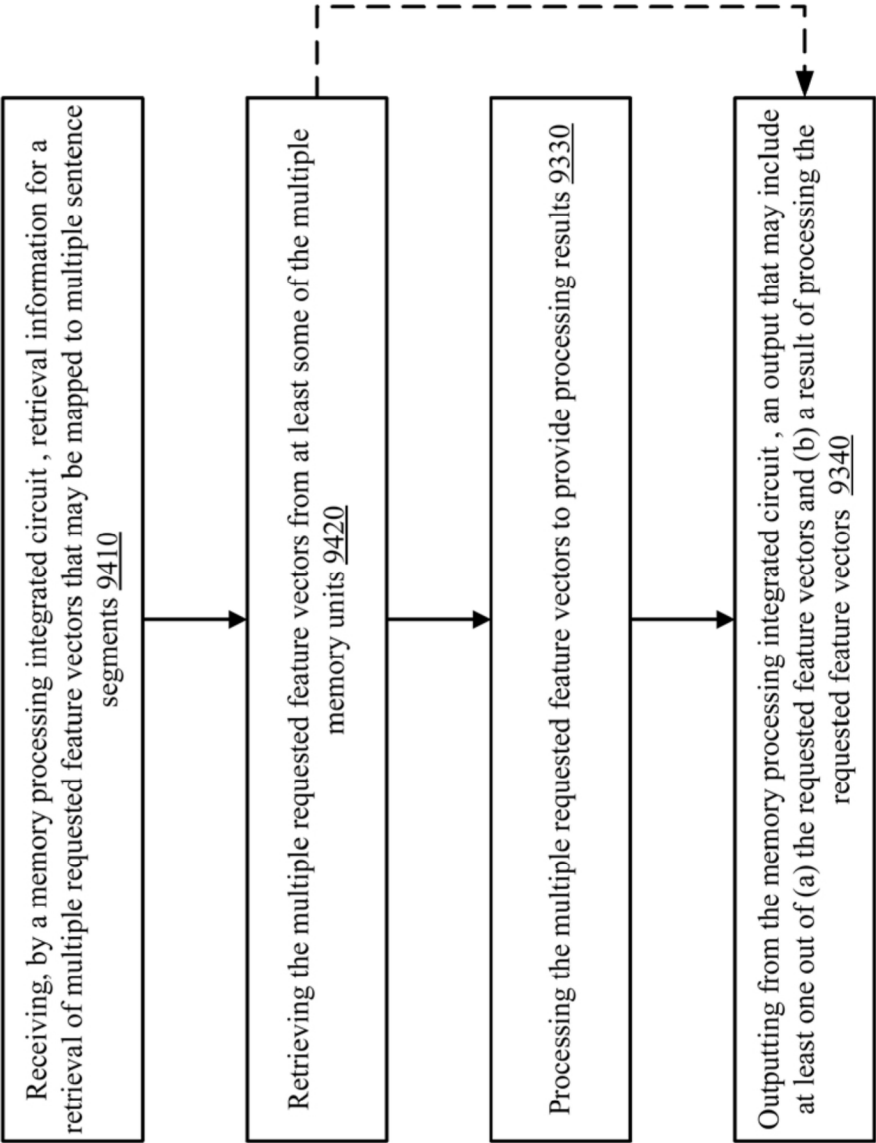 Receiving, by a memory processing integrated circuit , retrieval information for a
retrieval of multiple requested feature vectors that may be mapped to multiple sentence
segments 9410
Retrieving the multiple requested feature vectors from at least some of the multiple
memory units 9420
Processing the multiple requested feature vectors to provide processing results 9330
Outputting from the memory processing integrated circuit , an output that may include
at least one out of (a) the requested feature vectors and (b) a result of processing the
requested feature vectors 9340